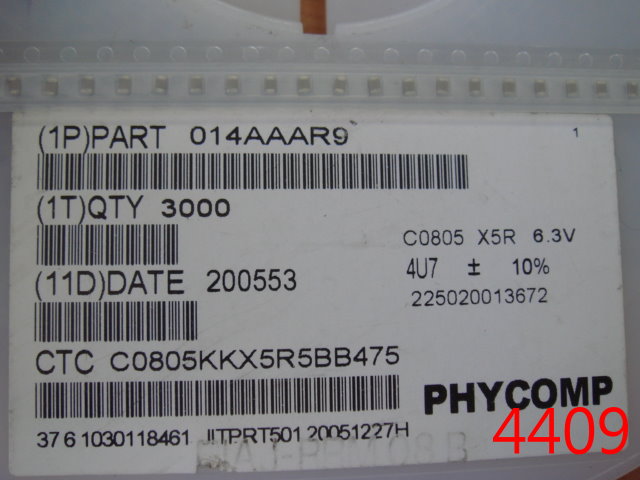 (1P)PART 014AAAR9
1
(1T)QTY 3000
C0805 X5R 6.3V
4U7 ± 10%
225020013672
(11D)DATE 200553
CTC C0805KKX5R5BB475
PHYCOMP
37 6 1030118461 IITPRT501 20051227H
4409